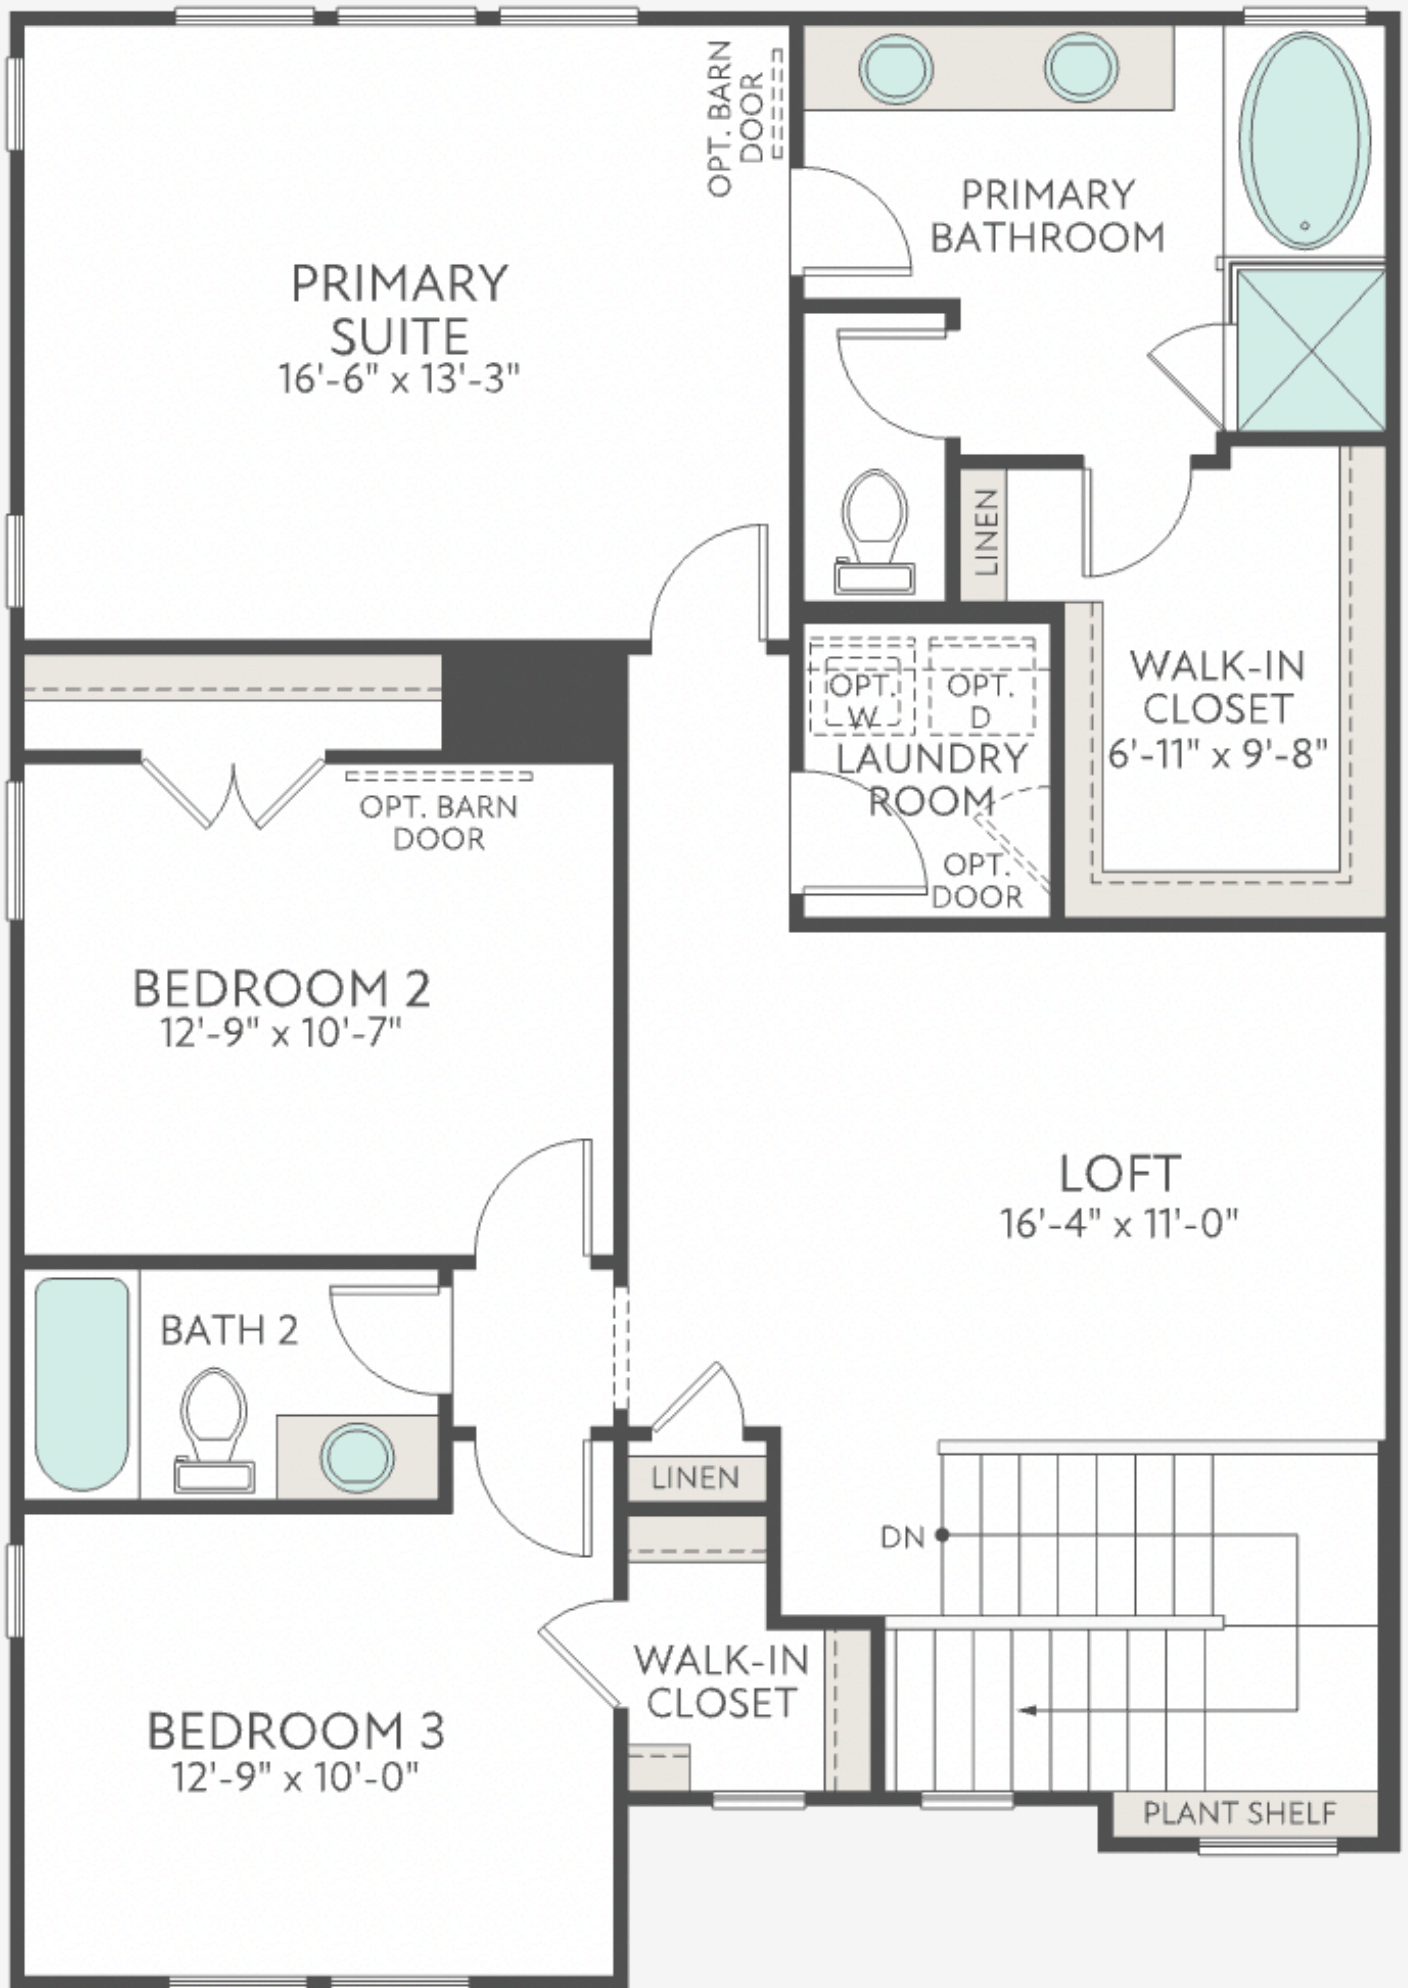 OPT. BARN
DOOR
PRIMARY
BATHROOM
PRIMARY
SUITE
16'-6" x 13'-3"
LINEN
OPT.
W
OPT.
D
LAUNDRY
ROOM
OPT.
DOOR
WALK-IN
CLOSET
6'-11" x 9'-8"
OPT. BARN
DOOR
BEDROOM 2
12'-9" x 10'-7"
LOFT
16'-4" x 11'-0"
BATH 2
LINEN
DN
WALK-IN
CLOSET
BEDROOM 3
12'-9" x 10'-0"
PLANT SHELF